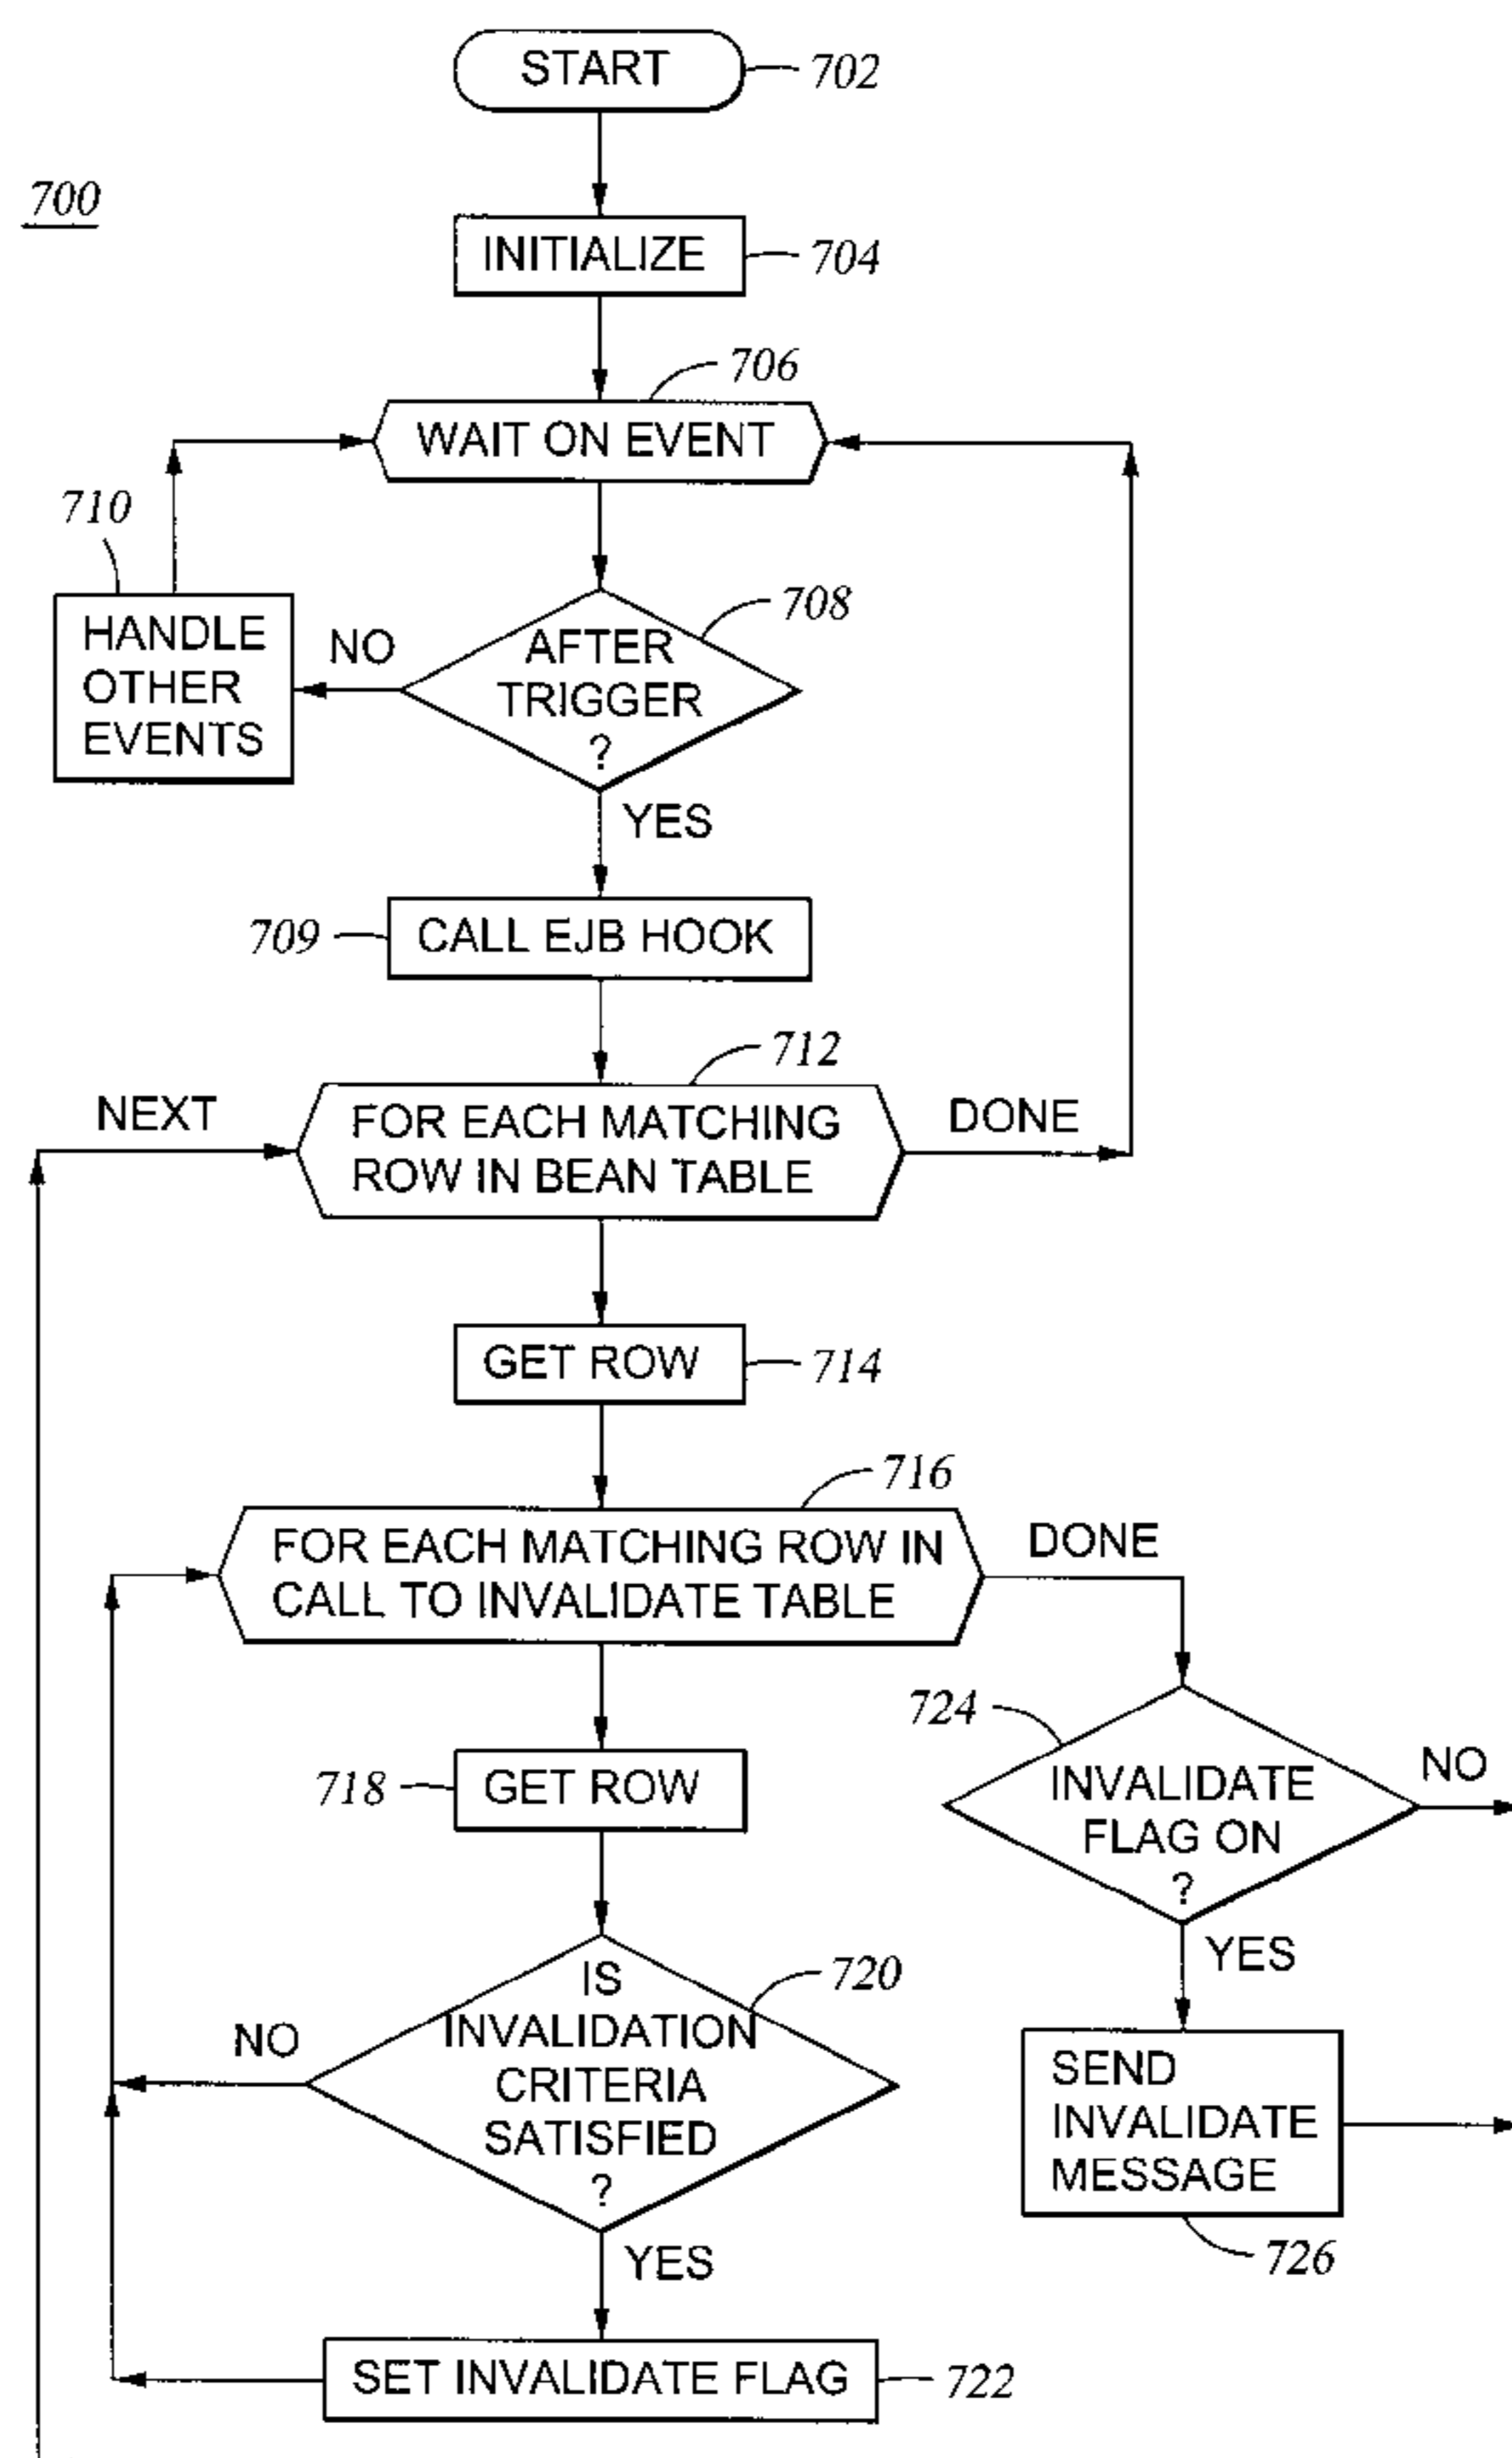 START
702
700
INITIALIZE
704
706
WAIT ON EVENT
710
HANDLE
OTHER
EVENTS
NO
708
AFTER
TRIGGER
?
YES
709
CALL EJB HOOK
712
NEXT
FOR EACH MATCHING
ROW IN BEAN TABLE
DONE
GET ROW
714
716
FOR EACH MATCHING ROW IN
CALL TO INVALIDATE TABLE
DONE
724
INVALIDATE
FLAG ON
?
NO
YES
718
GET ROW
720
IS
INVALIDATION
CRITERIA
SATISFIED
?
NO
YES
SEND
INVALIDATE
MESSAGE
726
SET INVALIDATE FLAG
722